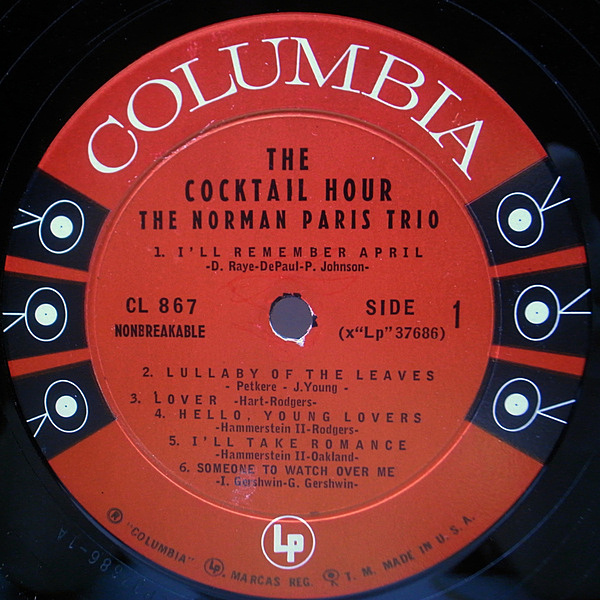 COLUMBIA
THE
COCKTAIL HOUR
THE NORMAN PARIS TRIO
1. I'LL REMEMBER APRIL
-D. Raye-DePaul-P. Johnson-
CL 867
NONBREAKABLE
SIDE 1
(x"Lp"37686)
2. LULLABY OF THE LEAVES
- Petkere - J.Young -
3. LOVER -Hart-Rodgers-
4. HELLO, YOUNG LOVERS
-Hammerstein II-Rodgers-
5. I'LL TAKE ROMANCE
-Hammerstein II-Oakland-
6. SOMEONE TO WATCH OVER ME
-I. Gershwin-G. Gershwin-
Lp
® "COLUMBIA" Lp MARCAS REG. T. M. MADE IN U.S.A.